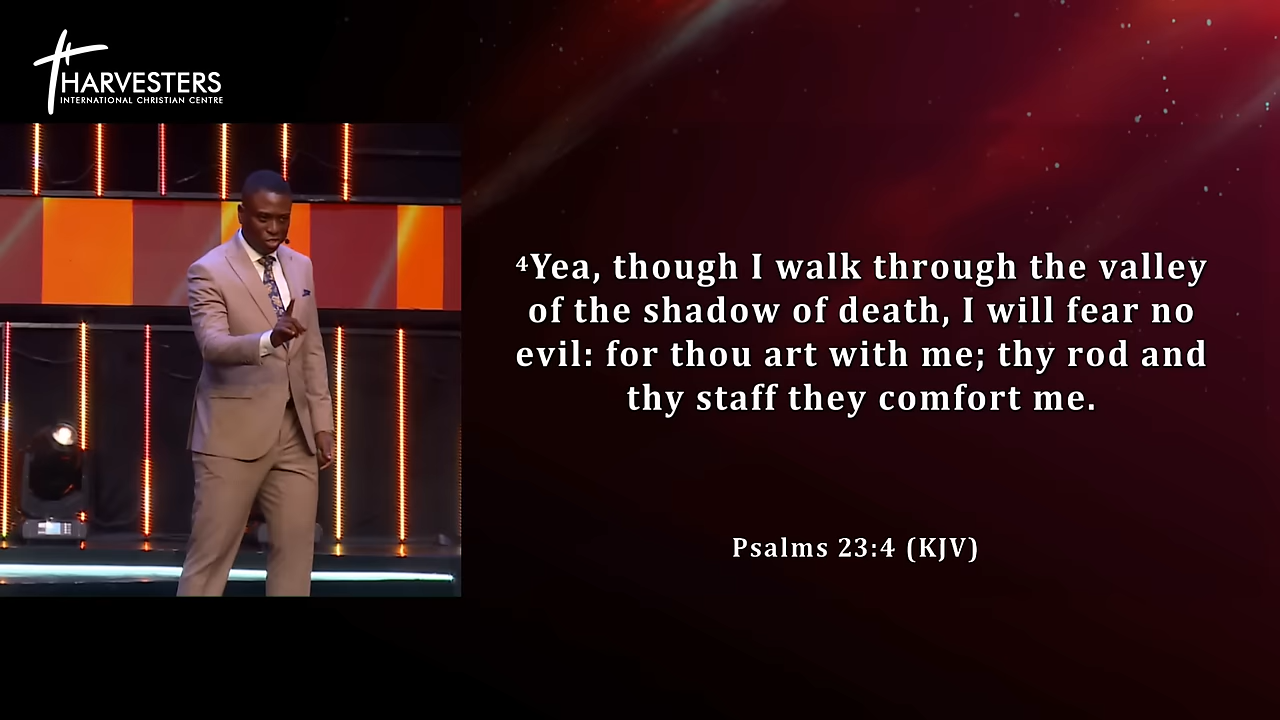 HARVESTERS
INTERNATIONAL CHRISTIAN CENTRE
⁴Yea, though I walk through the valley
of the shadow of death, I will fear no
evil: for thou art with me; thy rod and
thy staff they comfort me.
Psalms 23:4 (KJV)